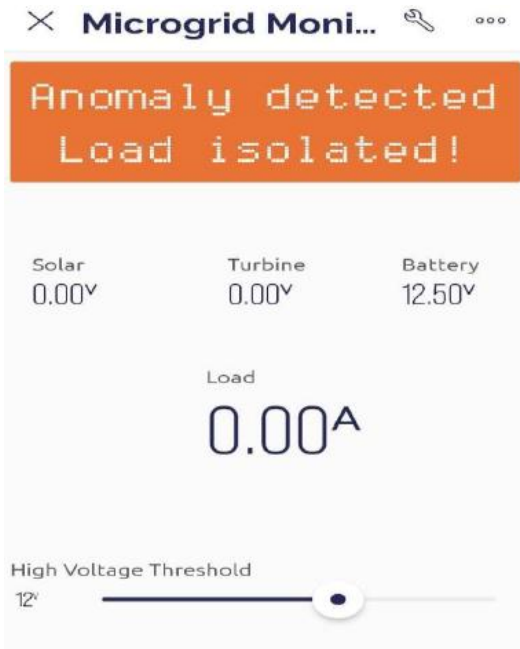 Microgrid Moni...
Anomaly detected
Load isolated!
Solar Turbine Battery
0.00V 0.00V 12.50V
Load
0.00A
High Voltage Threshold
12V